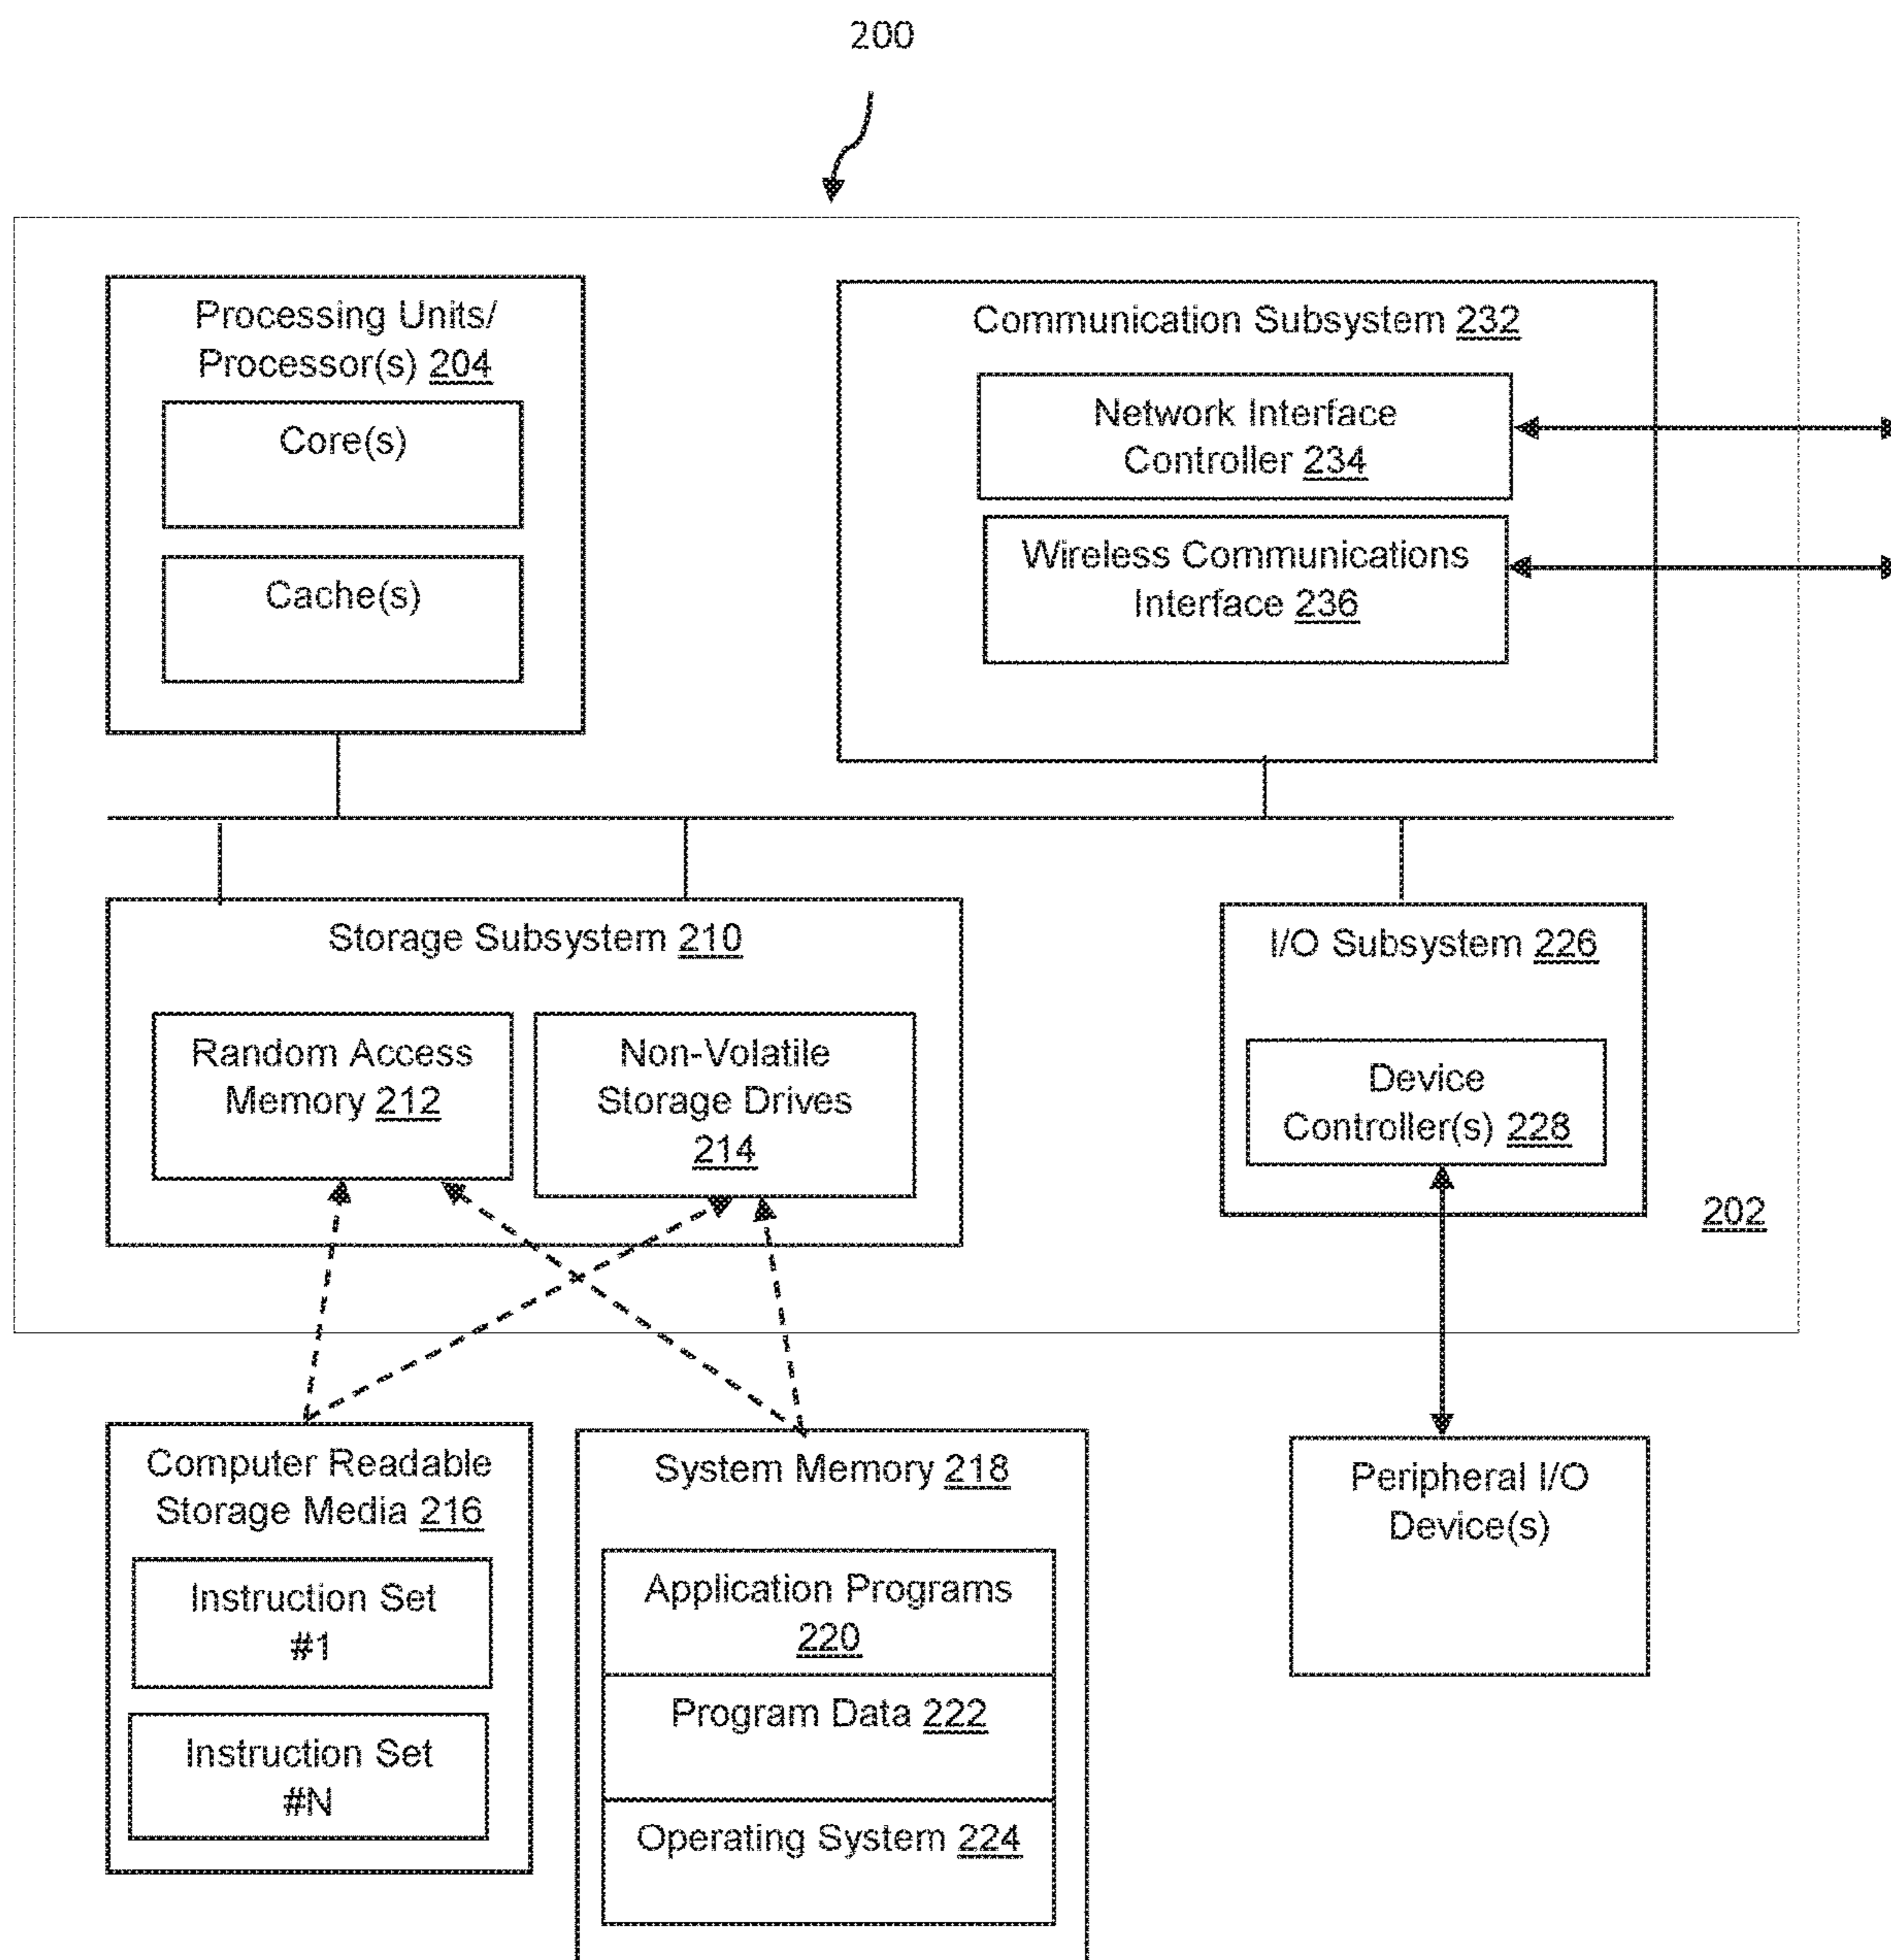 200
Processing Units/
Processor(s) 204
Core(s)
Cache(s)
Communication Subsystem 232
Network Interface
Controller 234
Wireless Communications
Interface 236
Storage Subsystem 210
Random Access
Memory 212
Non-Volatile
Storage Drives
214
I/O Subsystem 226
Device
Controller(s) 228
202
Computer Readable
Storage Media 216
Instruction Set
#1
Instruction Set
#N
System Memory 218
Application Programs
220
Program Data 222
Operating System 224
Peripheral I/O
Device(s)